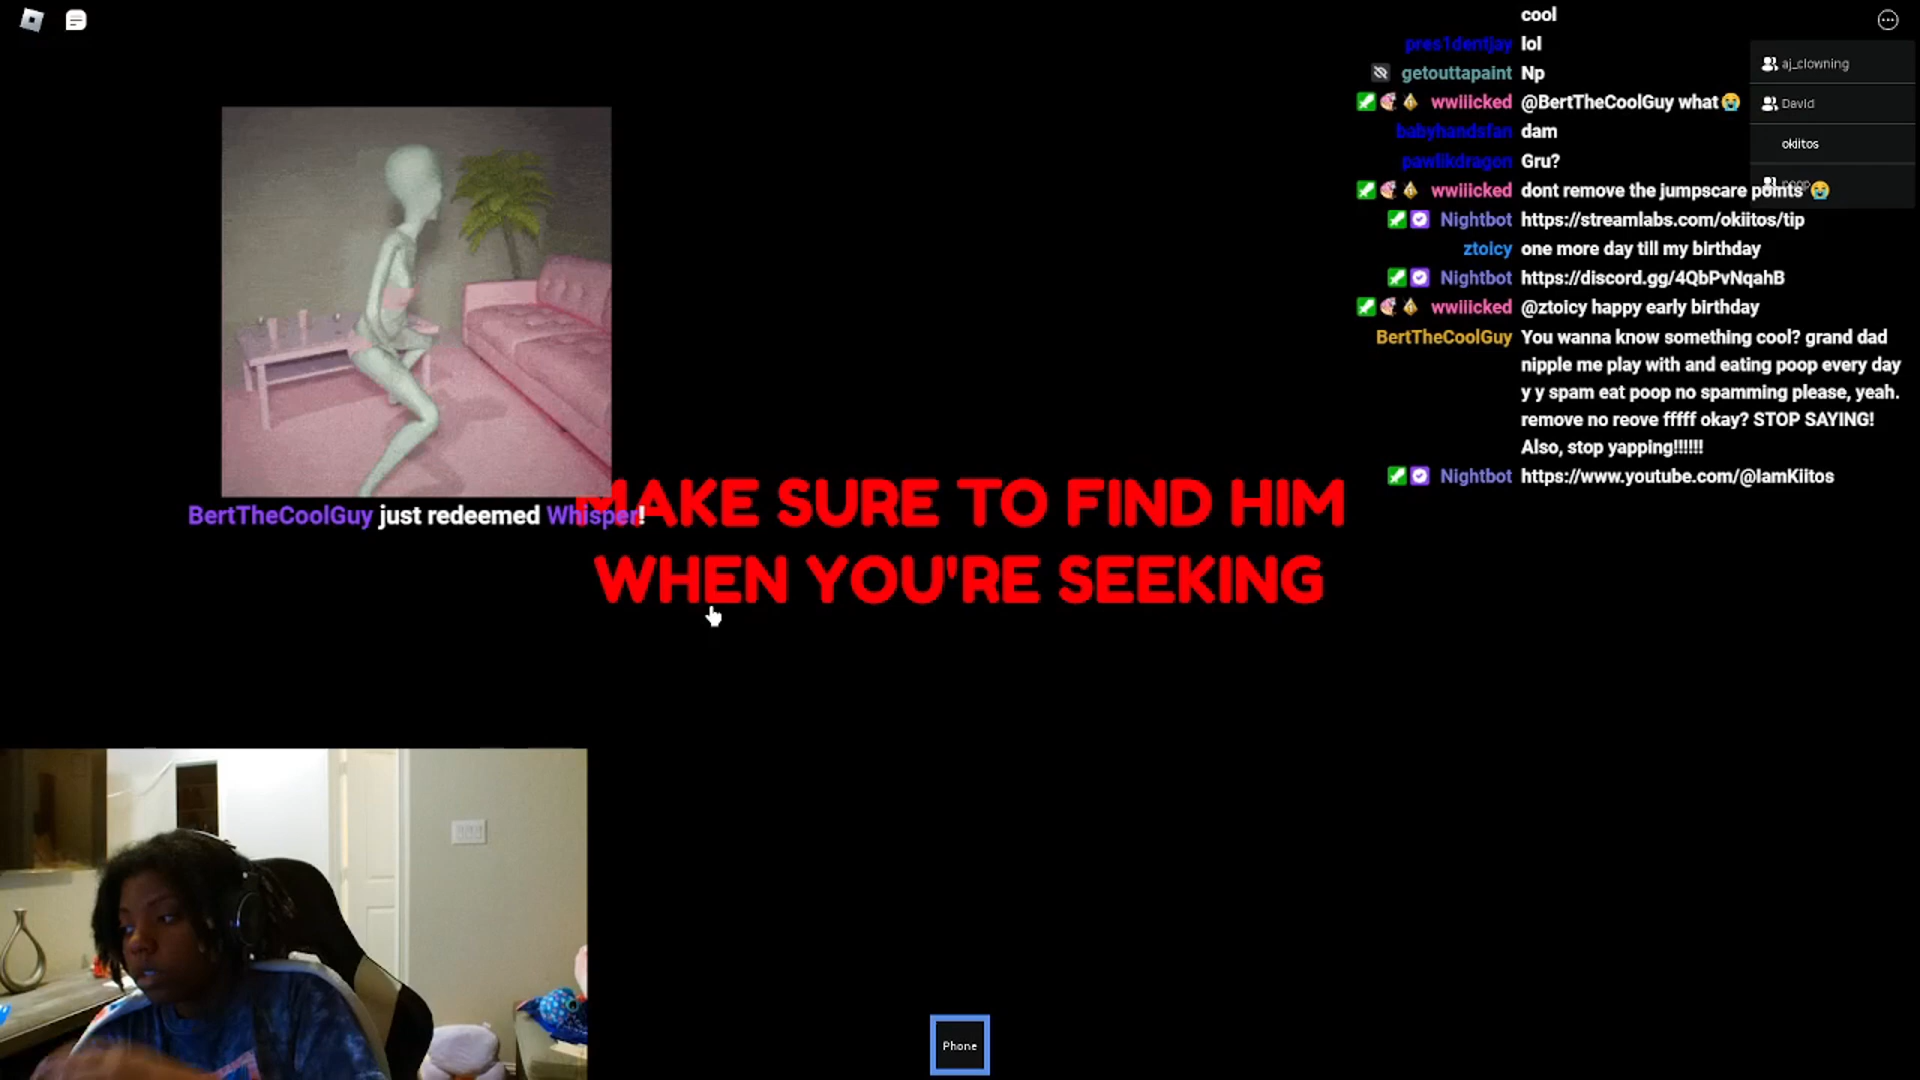 cool
pres1dentjay lol
getouttapaint Np
wwiiicked @BertTheCoolGuy what😭
babyhandsfan dam
pawlikdragon Gru?
wwiiicked dont remove the jumpscare points 😭
Nightbot https://streamlabs.com/okiitos/tip
ztoicy one more day till my birthday
Nightbot https://discord.gg/4QbPvNqahB
wwiiicked @ztoicy happy early birthday
BertTheCoolGuy You wanna know something cool? grand dad
nipple me play with and eating poop every day
y y spam eat poop no spamming please, yeah.
remove no reove fffff okay? STOP SAYING!
Also, stop yapping!!!!!!
Nightbot https://www.youtube.com/@IamKiitos
aj_clowning
David
okiitos
MAKE SURE TO FIND HIM
WHEN YOU'RE SEEKING
BertTheCoolGuy just redeemed Whisper!
Phone